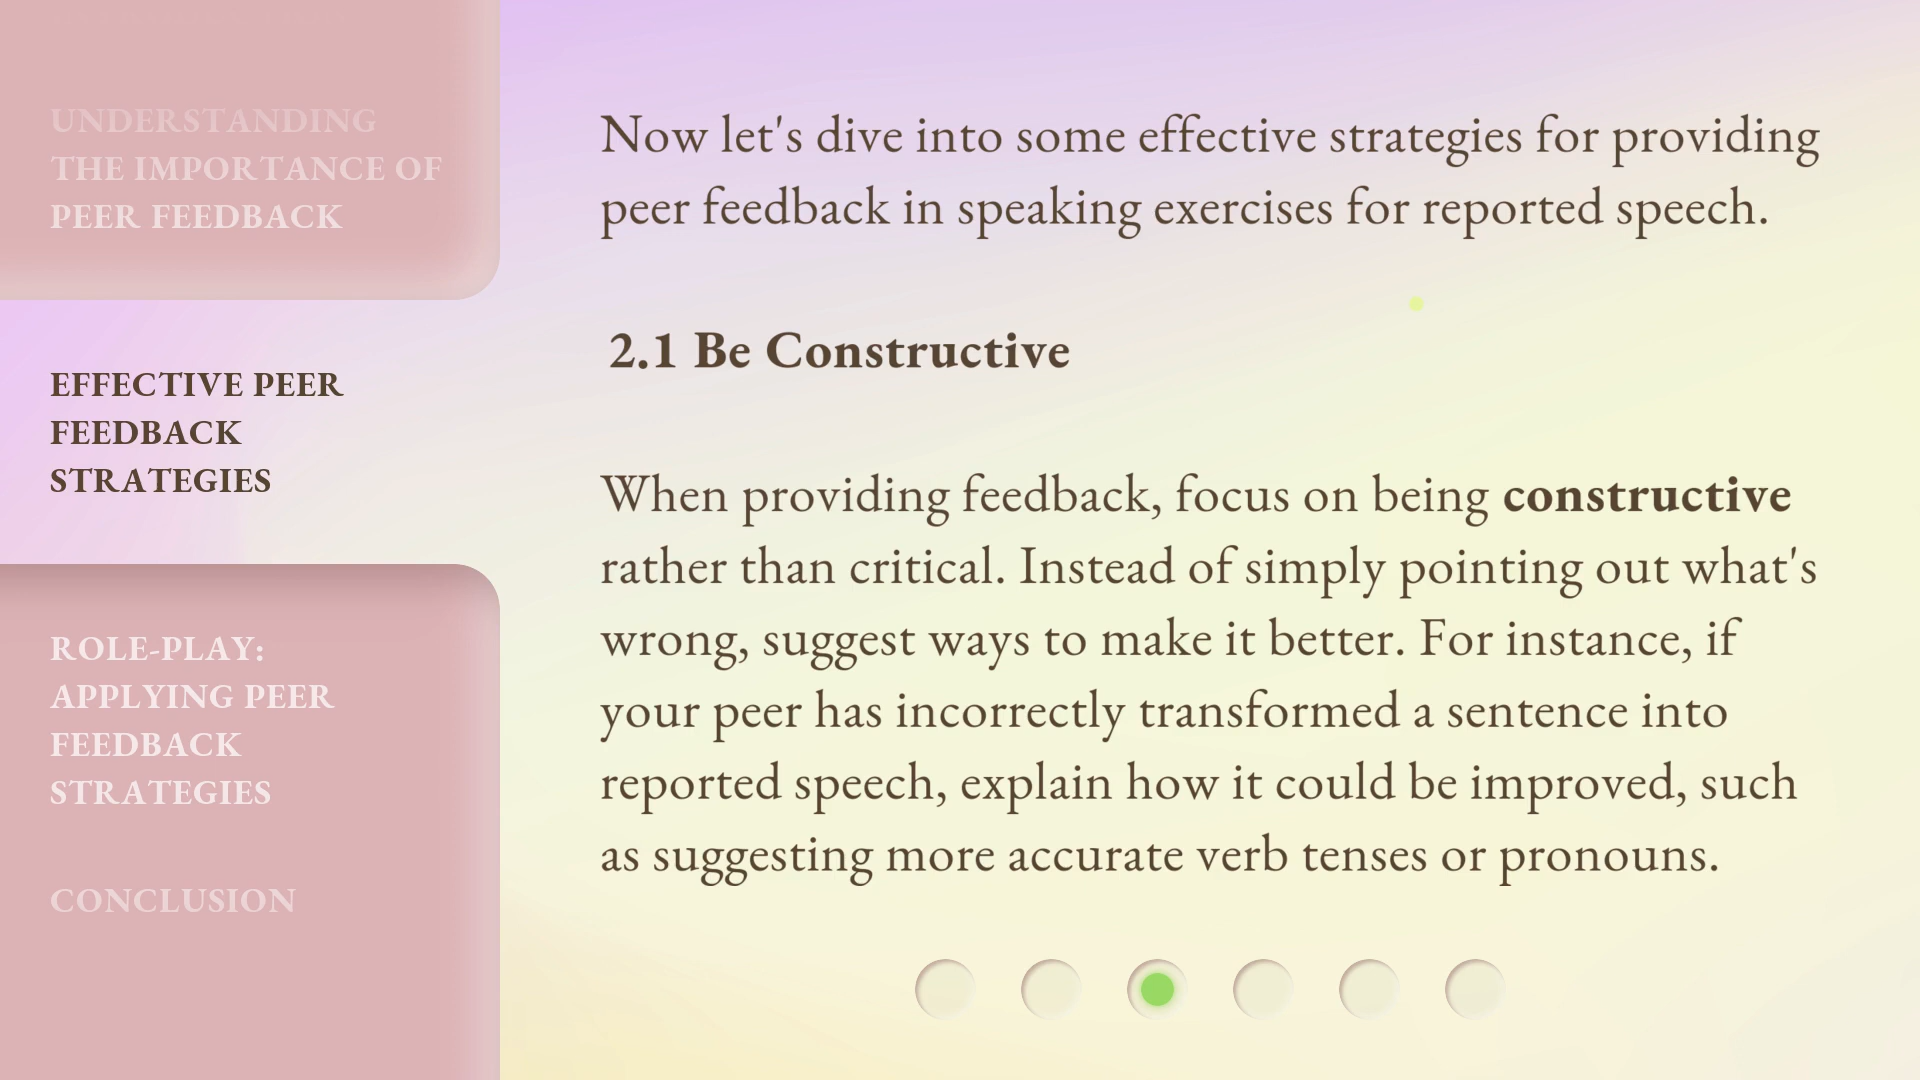 UNDERSTANDING
THE IMPORTANCE OF
PEER FEEDBACK
EFFECTIVE PEER
FEEDBACK
STRATEGIES
ROLE-PLAY:
APPLYING PEER
FEEDBACK
STRATEGIES
CONCLUSION
Now let's dive into some effective strategies for providing
peer feedback in speaking exercises for reported speech.
2.1 Be Constructive
When providing feedback, focus on being constructive
rather than critical. Instead of simply pointing out what's
wrong, suggest ways to make it better. For instance, if
your peer has incorrectly transformed a sentence into
reported speech, explain how it could be improved, such
as suggesting more accurate verb tenses or pronouns.